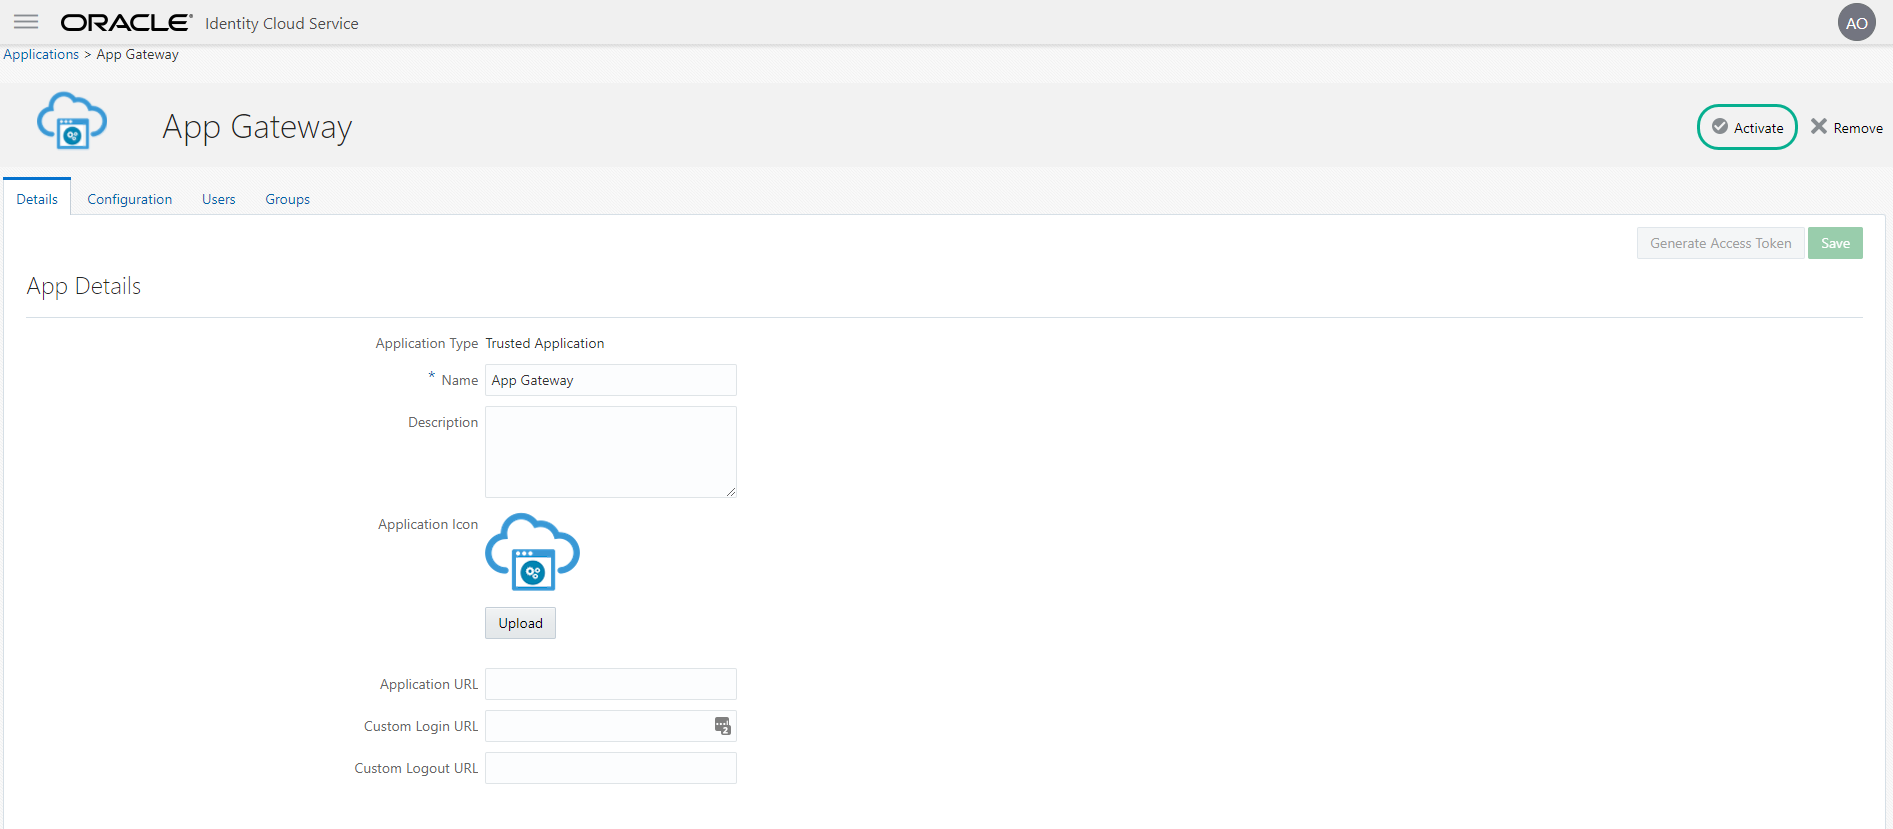 ORACLE® Identity Cloud Service
AO
Applications > App Gateway
App Gateway
Activate
Remove
Details
Configuration
Users
Groups
Generate Access Token
Save
App Details
Application Type Trusted Application
* Name App Gateway
Description
Application Icon
Upload
Application URL
Custom Login URL
2
Custom Logout URL